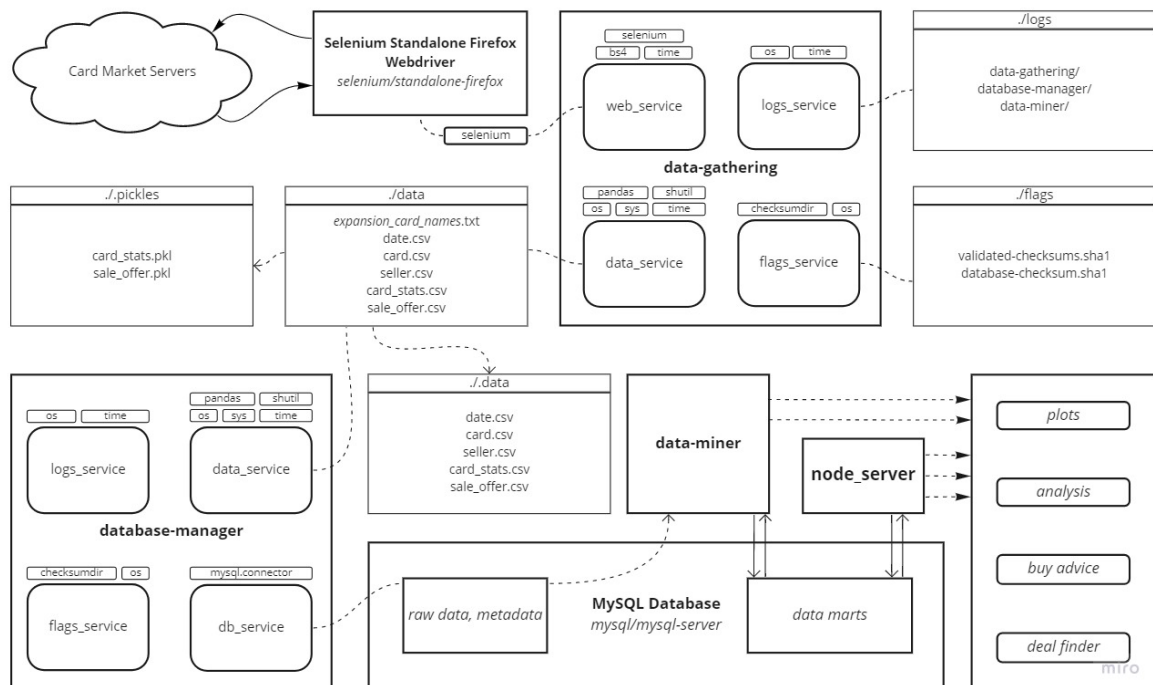 Card Market Servers
Selenium Standalone Firefox
Webdriver
selenium/standalone-firefox
selenium
selenium
bs4
time
web_service
os
time
logs_service
data-gathering
pandas
shutil
os
sys
time
data_service
checksumdir
os
flags_service
./logs
data-gathering/
database-manager/
data-miner/
./.pickles
card_stats.pkl
sale_offer.pkl
./data
expansion_card_names.txt
date.csv
card.csv
seller.csv
card_stats.csv
sale_offer.csv
./flags
validated-checksums.sha1
database-checksum.sha1
os
time
logs_service
pandas
shutil
os
sys
time
data_service
database-manager
checksumdir
os
flags_service
mysql.connector
db_service
./.data
date.csv
card.csv
seller.csv
card_stats.csv
sale_offer.csv
data-miner
node_server
raw data, metadata
MySQL Database
mysql/mysql-server
data marts
plots
analysis
buy advice
deal finder
miro